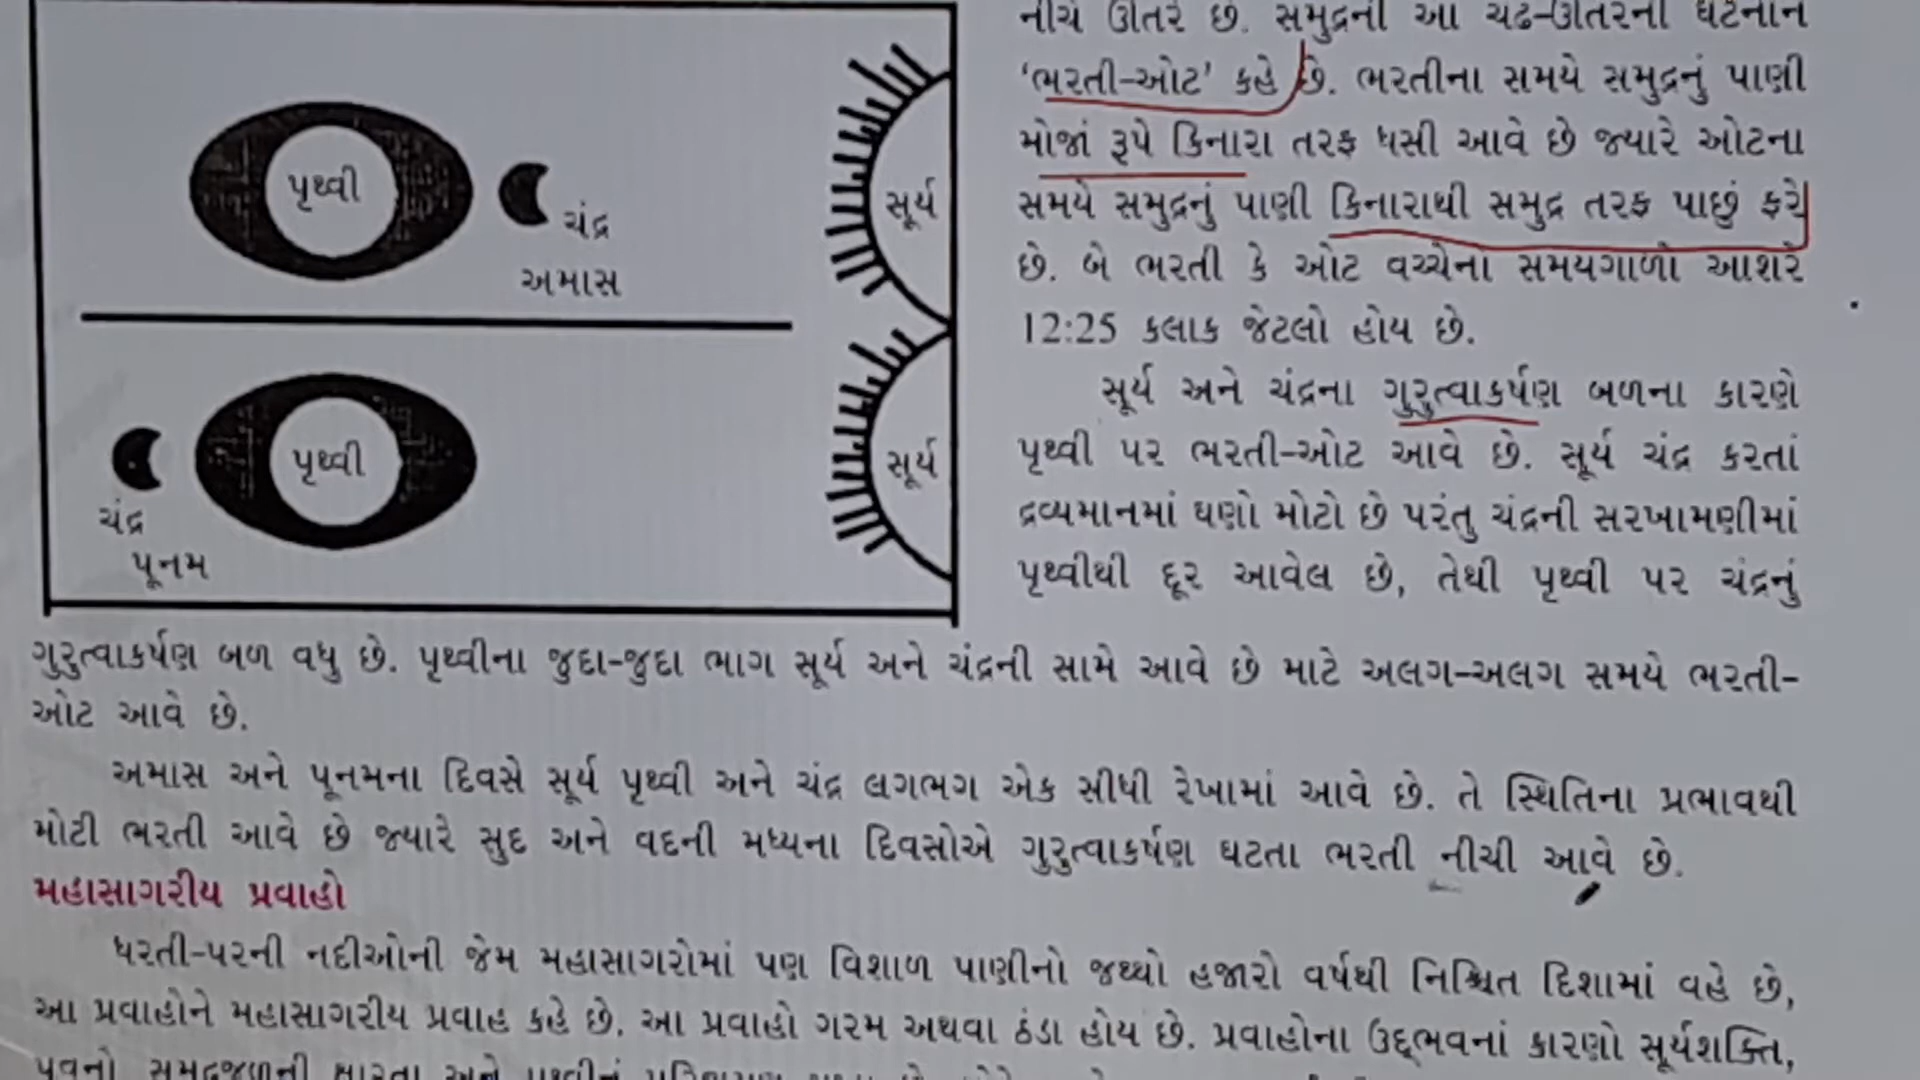 પૃથ્વી
ચંદ્ર
અમાસ
સૂર્ય
પૃથ્વી
ચંદ્ર
પૂનમ
સૂર્ય
નીચે ઊતરે છે. સમુદ્રની આ ચઢ-ઊતરની ઘટનાને
‘ભરતી-ઓટ’ કહે છે. ભરતીના સમયે સમુદ્રનું પાણી
મોજાં રૂપે કિનારા તરફ ધસી આવે છે જ્યારે ઓટના
સમયે સમુદ્રનું પાણી કિનારાથી સમુદ્ર તરફ પાછું ફરે
છે. બે ભરતી કે ઓટ વચ્ચેનો સમયગાળો આશરે
12:25 કલાક જેટલો હોય છે.
સૂર્ય અને ચંદ્રના ગુરુત્વાકર્ષણ બળના કારણે
પૃથ્વી પર ભરતી-ઓટ આવે છે. સૂર્ય ચંદ્ર કરતાં
દ્રવ્યમાનમાં ઘણો મોટો છે પરંતુ ચંદ્રની સરખામણીમાં
પૃથ્વીથી દૂર આવેલ છે, તેથી પૃથ્વી પર ચંદ્રનું
ગુરુત્વાકર્ષણ બળ વધુ છે. પૃથ્વીના જુદા-જુદા ભાગ સૂર્ય અને ચંદ્રની સામે આવે છે માટે અલગ-અલગ સમયે ભરતી-
ઓટ આવે છે.
અમાસ અને પૂનમના દિવસે સૂર્ય પૃથ્વી અને ચંદ્ર લગભગ એક સીધી રેખામાં આવે છે. તે સ્થિતિના પ્રભાવથી
મોટી ભરતી આવે છે જ્યારે સુદ અને વદની મધ્યના દિવસોએ ગુરુત્વાકર્ષણ ઘટતા ભરતી નીચી આવે છે.
મહાસાગરીય પ્રવાહો
ધરતી-પરની નદીઓની જેમ મહાસાગરોમાં પણ વિશાળ પાણીનો જથ્થો હજારો વર્ષથી નિશ્ચિત દિશામાં વહે છે,
આ પ્રવાહોને મહાસાગરીય પ્રવાહ કહે છે. આ પ્રવાહો ગરમ અથવા ઠંડા હોય છે. પ્રવાહોના ઉદ્ભવનાં કારણો સૂર્યશક્તિ,
પવનો સમુદ્રજળની ક્ષારતા અને પૃથ્વીનું